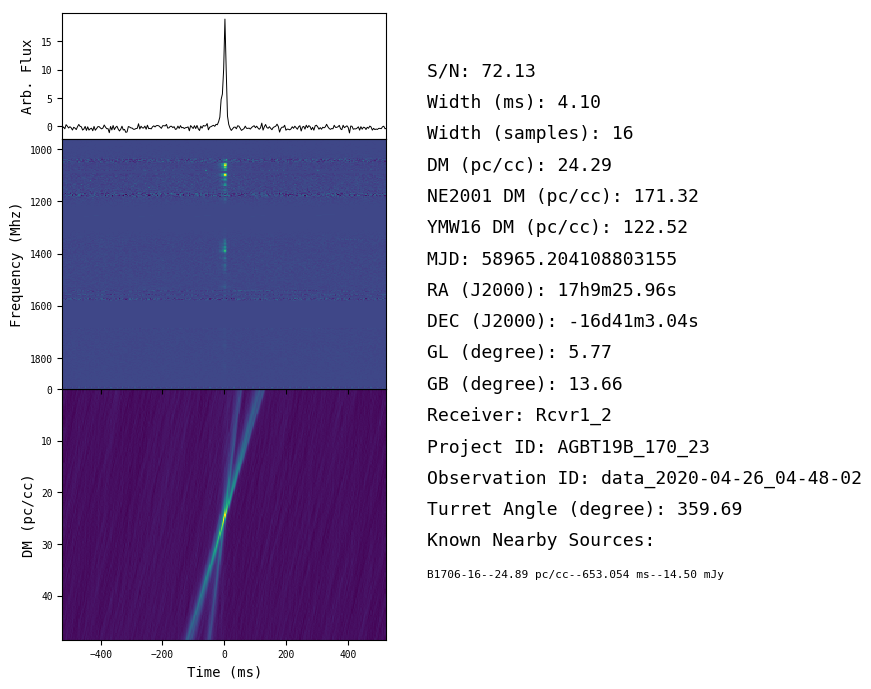 Arb. Flux
15
10
5
0
Frequency (Mhz)
1000
1200
1400
1600
1800
DM (pc/cc)
0
10
20
30
40
−400
−200
0
200
400
Time (ms)
S/N: 72.13
Width (ms): 4.10
Width (samples): 16
DM (pc/cc): 24.29
NE2001 DM (pc/cc): 171.32
YMW16 DM (pc/cc): 122.52
MJD: 58965.204108803155
RA (J2000): 17h9m25.96s
DEC (J2000): -16d41m3.04s
GL (degree): 5.77
GB (degree): 13.66
Receiver: Rcvr1_2
Project ID: AGBT19B_170_23
Observation ID: data_2020-04-26_04-48-02
Turret Angle (degree): 359.69
Known Nearby Sources:
B1706-16--24.89 pc/cc--653.054 ms--14.50 mJy